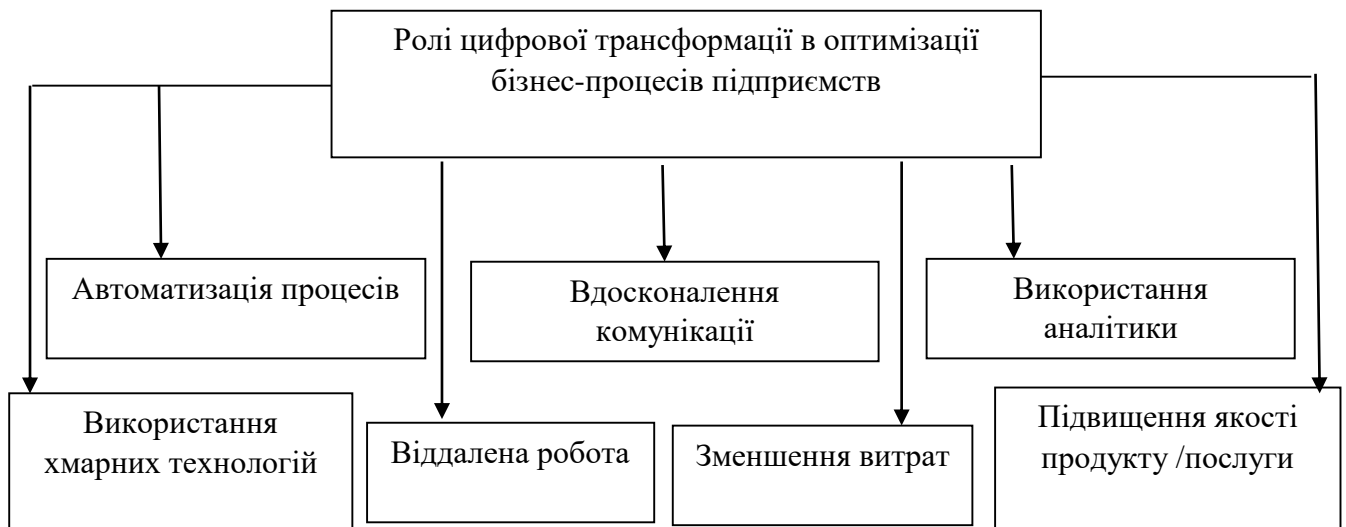 Ролі цифрової трансформації в оптимізації
бізнес-процесів підприємств
Автоматизація процесів
Вдосконалення
комунікації
Використання
аналітики
Використання
хмарних технологій
Віддалена робота
Зменшення витрат
Підвищення якості
продукту /послуги